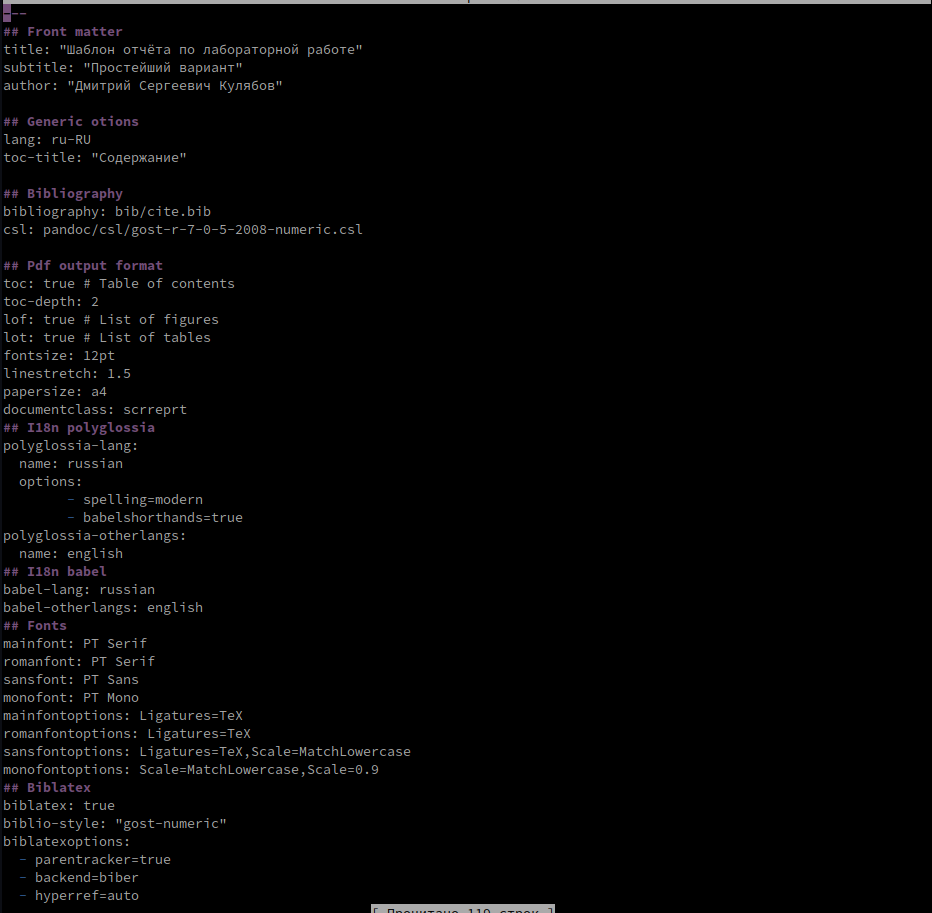 ---
## Front matter
title: "Шаблон отчёта по лабораторной работе"
subtitle: "Простейший вариант"
author: "Дмитрий Сергеевич Кулябов"

## Generic otions
lang: ru-RU
toc-title: "Содержание"

## Bibliography
bibliography: bib/cite.bib
csl: pandoc/csl/gost-r-7-0-5-2008-numeric.csl

## Pdf output format
toc: true # Table of contents
toc-depth: 2
lof: true # List of figures
lot: true # List of tables
fontsize: 12pt
linestretch: 1.5
papersize: a4
documentclass: scrreprt
## I18n polyglossia
polyglossia-lang:
  name: russian
  options:
        - spelling=modern
        - babelshorthands=true
polyglossia-otherlangs:
  name: english
## I18n babel
babel-lang: russian
babel-otherlangs: english
## Fonts
mainfont: PT Serif
romanfont: PT Serif
sansfont: PT Sans
monofont: PT Mono
mainfontoptions: Ligatures=TeX
romanfontoptions: Ligatures=TeX
sansfontoptions: Ligatures=TeX,Scale=MatchLowercase
monofontoptions: Scale=MatchLowercase,Scale=0.9
## Biblatex
biblatex: true
biblio-style: "gost-numeric"
biblatexoptions:
  - parentracker=true
  - backend=biber
  - hyperref=auto
[ Прочитано 119 строк ]